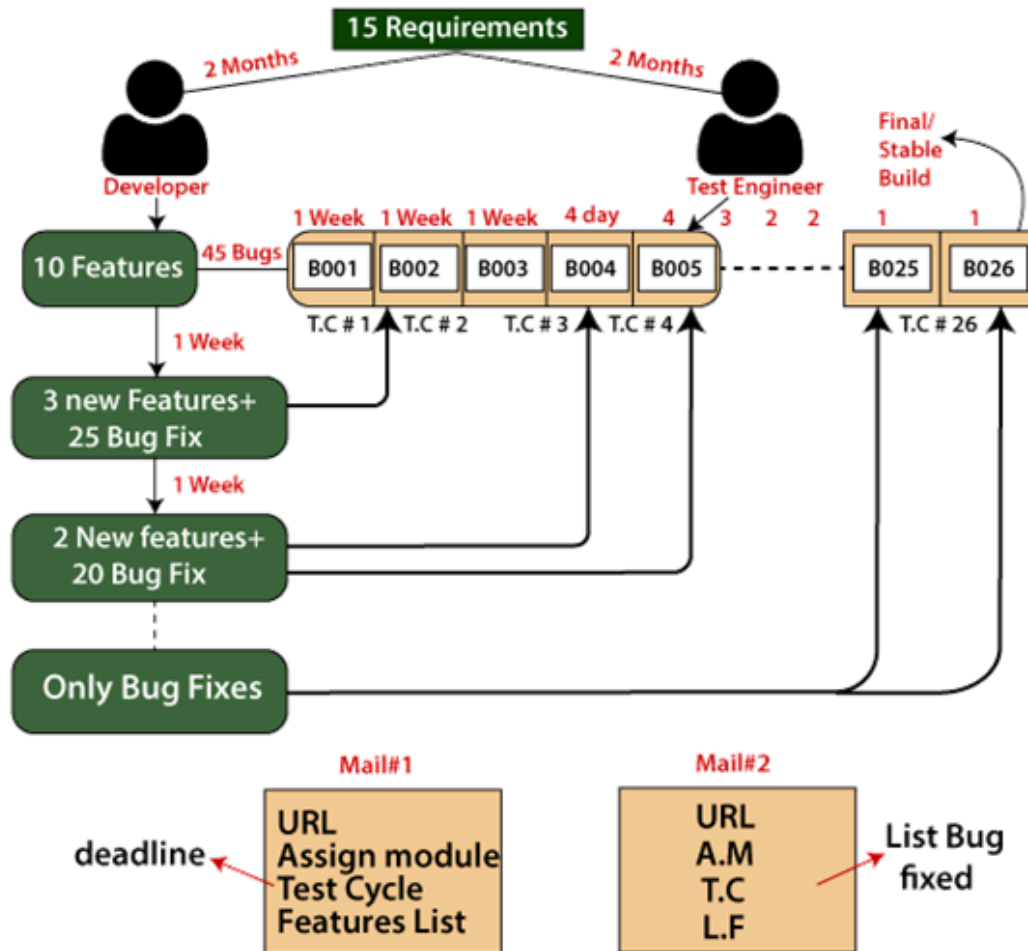 15 Requirements
2 Months
2 Months
Developer
Test Engineer
Final/
Stable
Build
1 Week
1 Week
1 Week
4 day
4
3
2
2
1
1
10 Features
45 Bugs
B001
B002
B003
B004
B005
B025
B026
T.C # 1
T.C # 2
T.C # 3
T.C # 4
T.C # 26
1 Week
3 new Features+
25 Bug Fix
1 Week
2 New features+
20 Bug Fix
Only Bug Fixes
Mail#1
URL
Assign module
Test Cycle
Features List
deadline
Mail#2
URL
A.M
T.C
L.F
List Bug
fixed